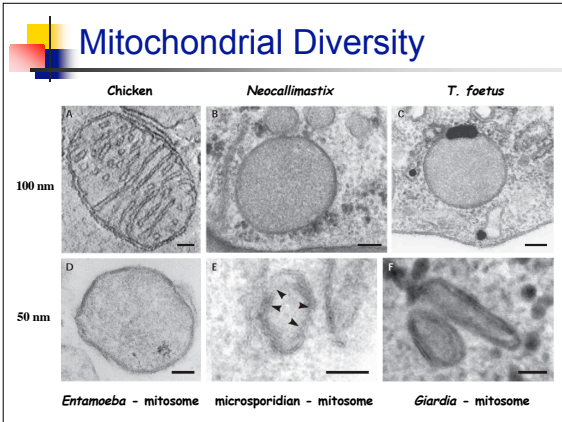 Mitochondrial Diversity
Chicken Neocallimastix T. foetus
A B C
100 nm
D E F
50 nm
Entamoeba - mitosome microsporidian - mitosome Giardia - mitosome